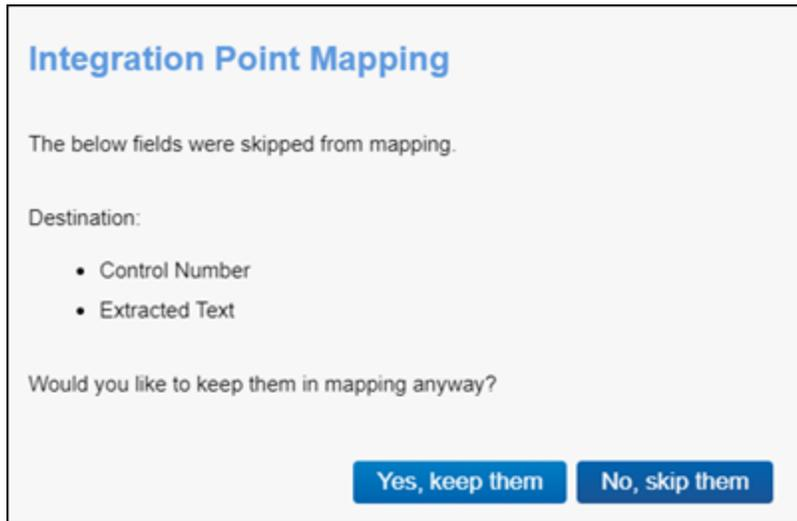 Integration Point Mapping
The below fields were skipped from mapping.
Destination:
• Control Number
• Extracted Text
Would you like to keep them in mapping anyway?
Yes, keep them No, skip them